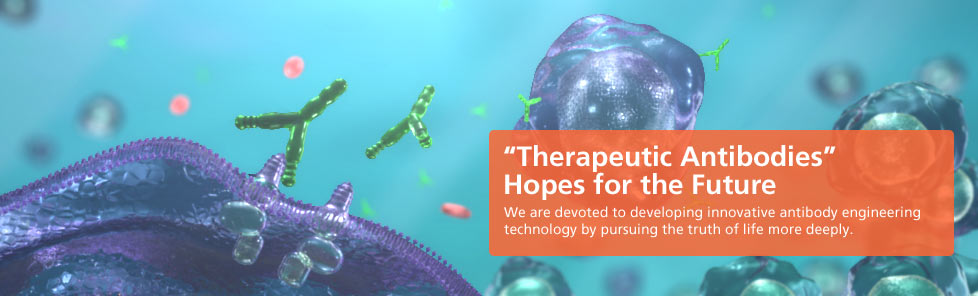 “Therapeutic Antibodies”
Hopes for the Future
We are devoted to developing innovative antibody engineering
technology by pursuing the truth of life more deeply.